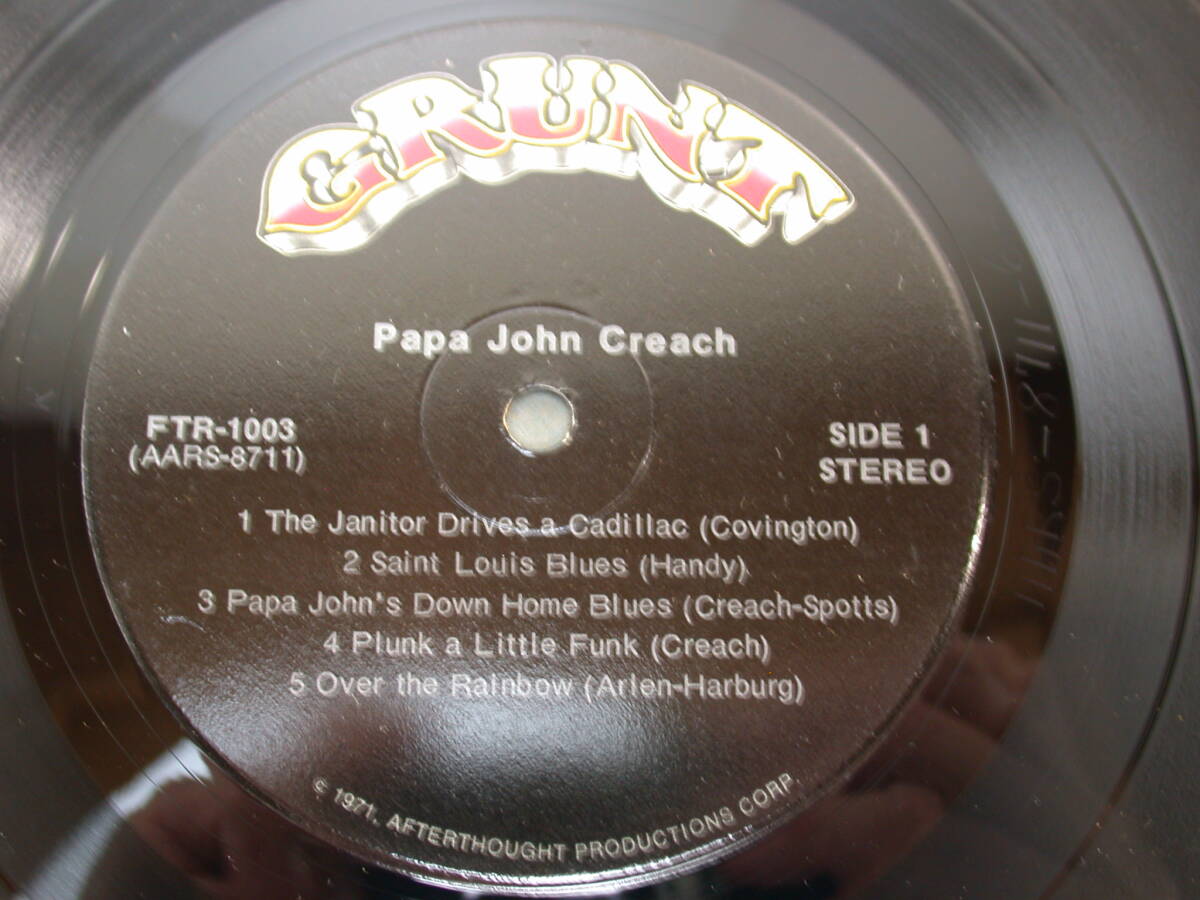 GRUNT
Papa John Creach
FTR-1003
(AARS-8711)
SIDE 1
STEREO
1 The Janitor Drives a Cadillac (Covington)
2 Saint Louis Blues (Handy)
3 Papa John's Down Home Blues (Creach-Spotts)
4 Plunk a Little Funk (Creach)
5 Over the Rainbow (Arlen-Harburg)
© 1971, AFTERTHOUGHT PRODUCTIONS CORP.